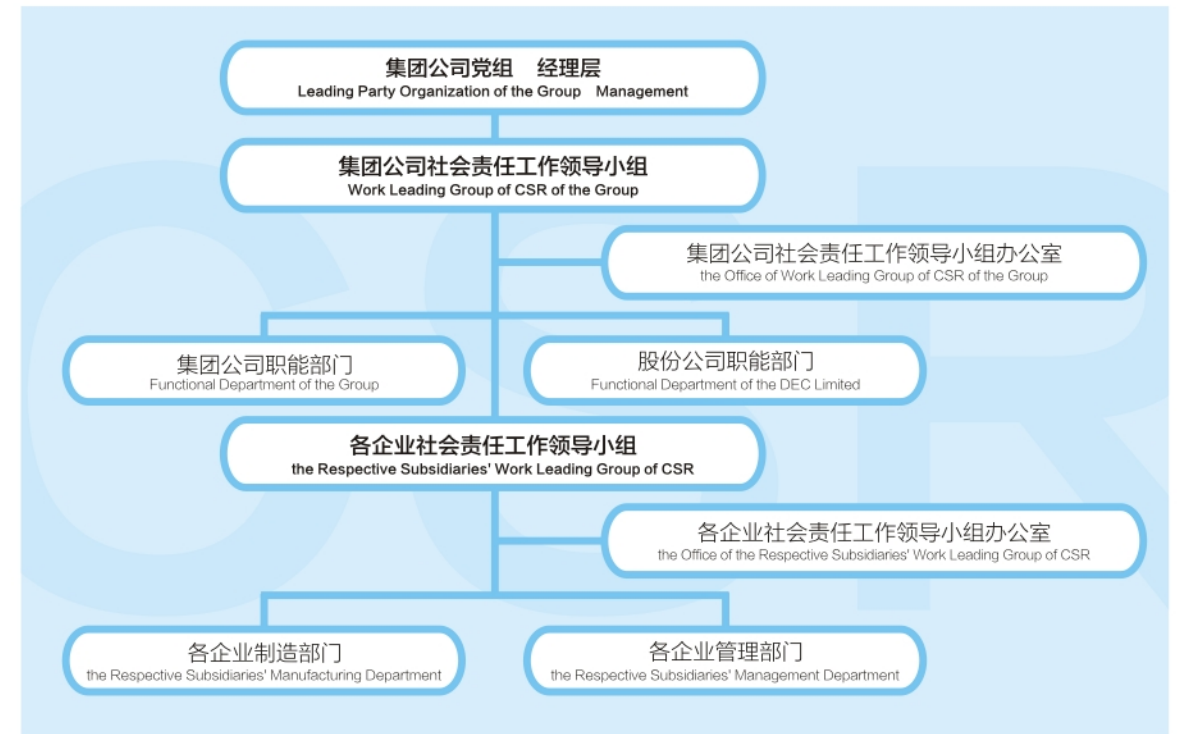 集团公司党组 经理层
Leading Party Organization of the Group Management
集团公司社会责任工作领导小组
Work Leading Group of CSR of the Group
集团公司社会责任工作领导小组办公室
the Office of Work Leading Group of CSR of the Group
集团公司职能部门
Functional Department of the Group
股份公司职能部门
Functional Department of the DEC Limited
各企业社会责任工作领导小组
the Respective Subsidiaries' Work Leading Group of CSR
各企业社会责任工作领导小组办公室
the Office of the Respective Subsidiaries' Work Leading Group of CSR
各企业制造部门
the Respective Subsidiaries' Manufacturing Department
各企业管理部门
the Respective Subsidiaries' Management Department
CSR